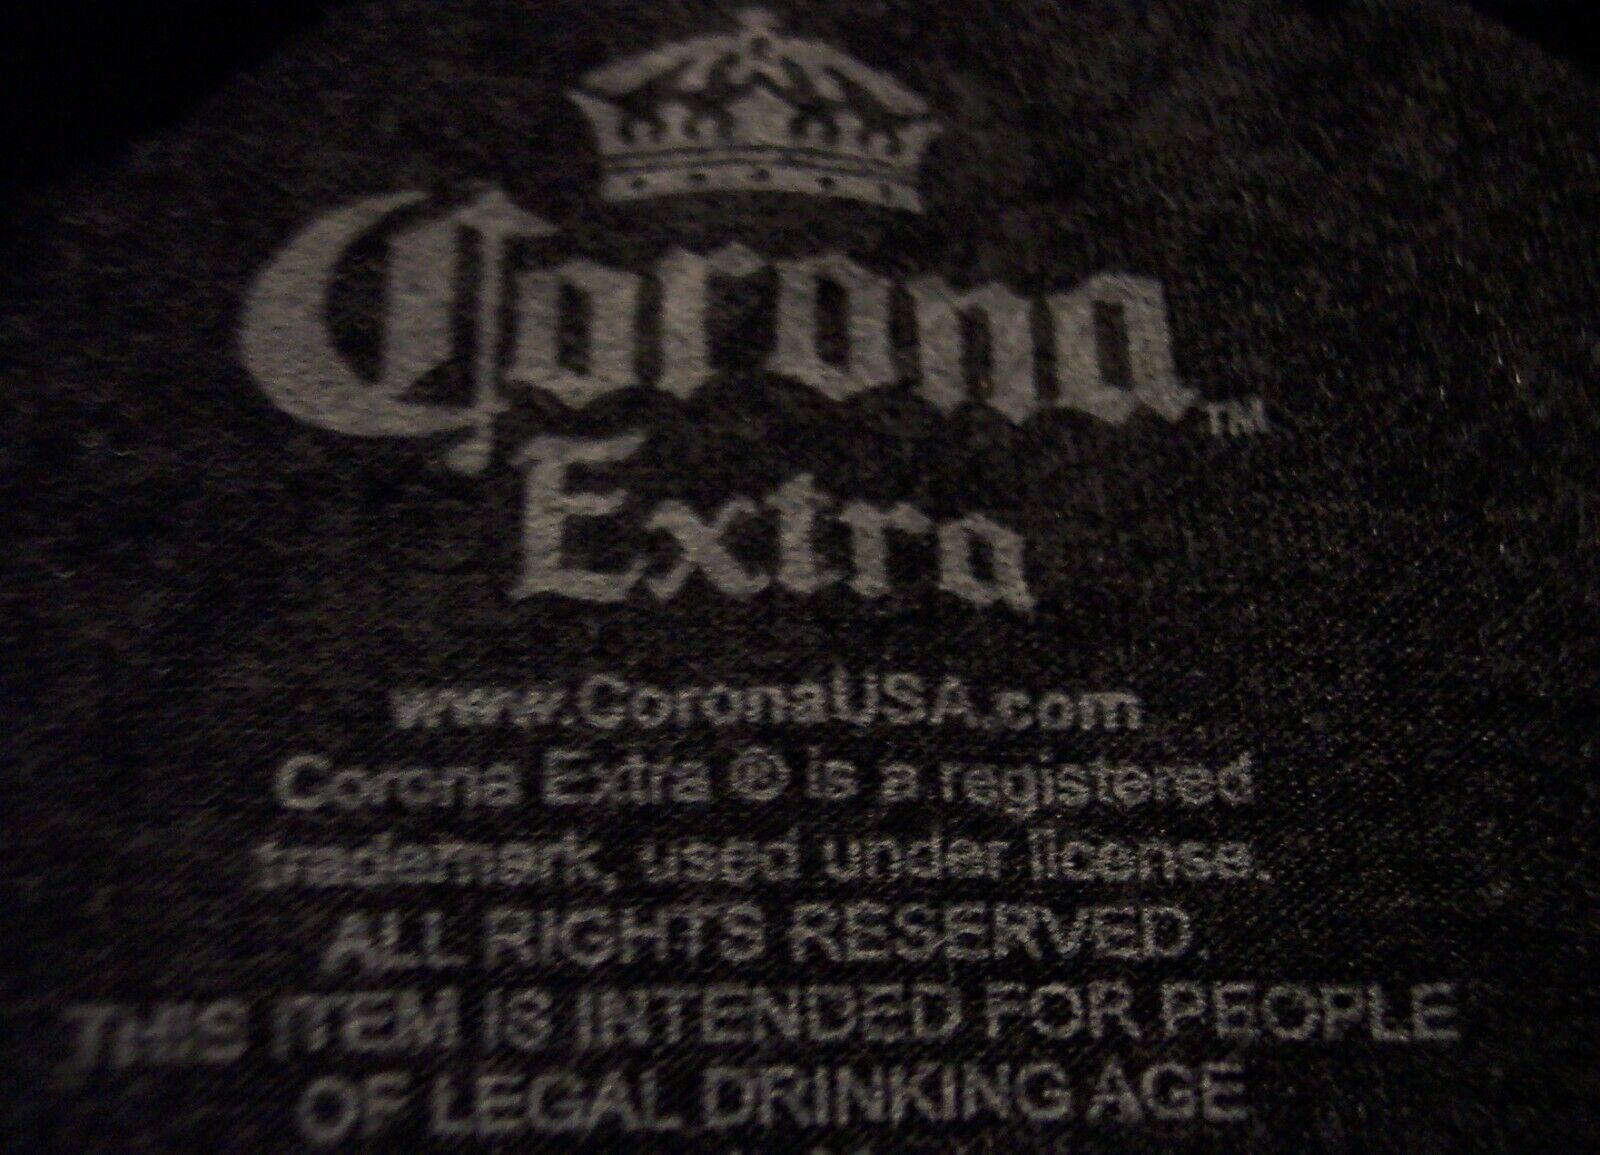 Corona™
Extra
www.CoronaUSA.com
Corona Extra ® is a registered
trademark, used under license.
ALL RIGHTS RESERVED.
THIS ITEM IS INTENDED FOR PEOPLE
OF LEGAL DRINKING AGE